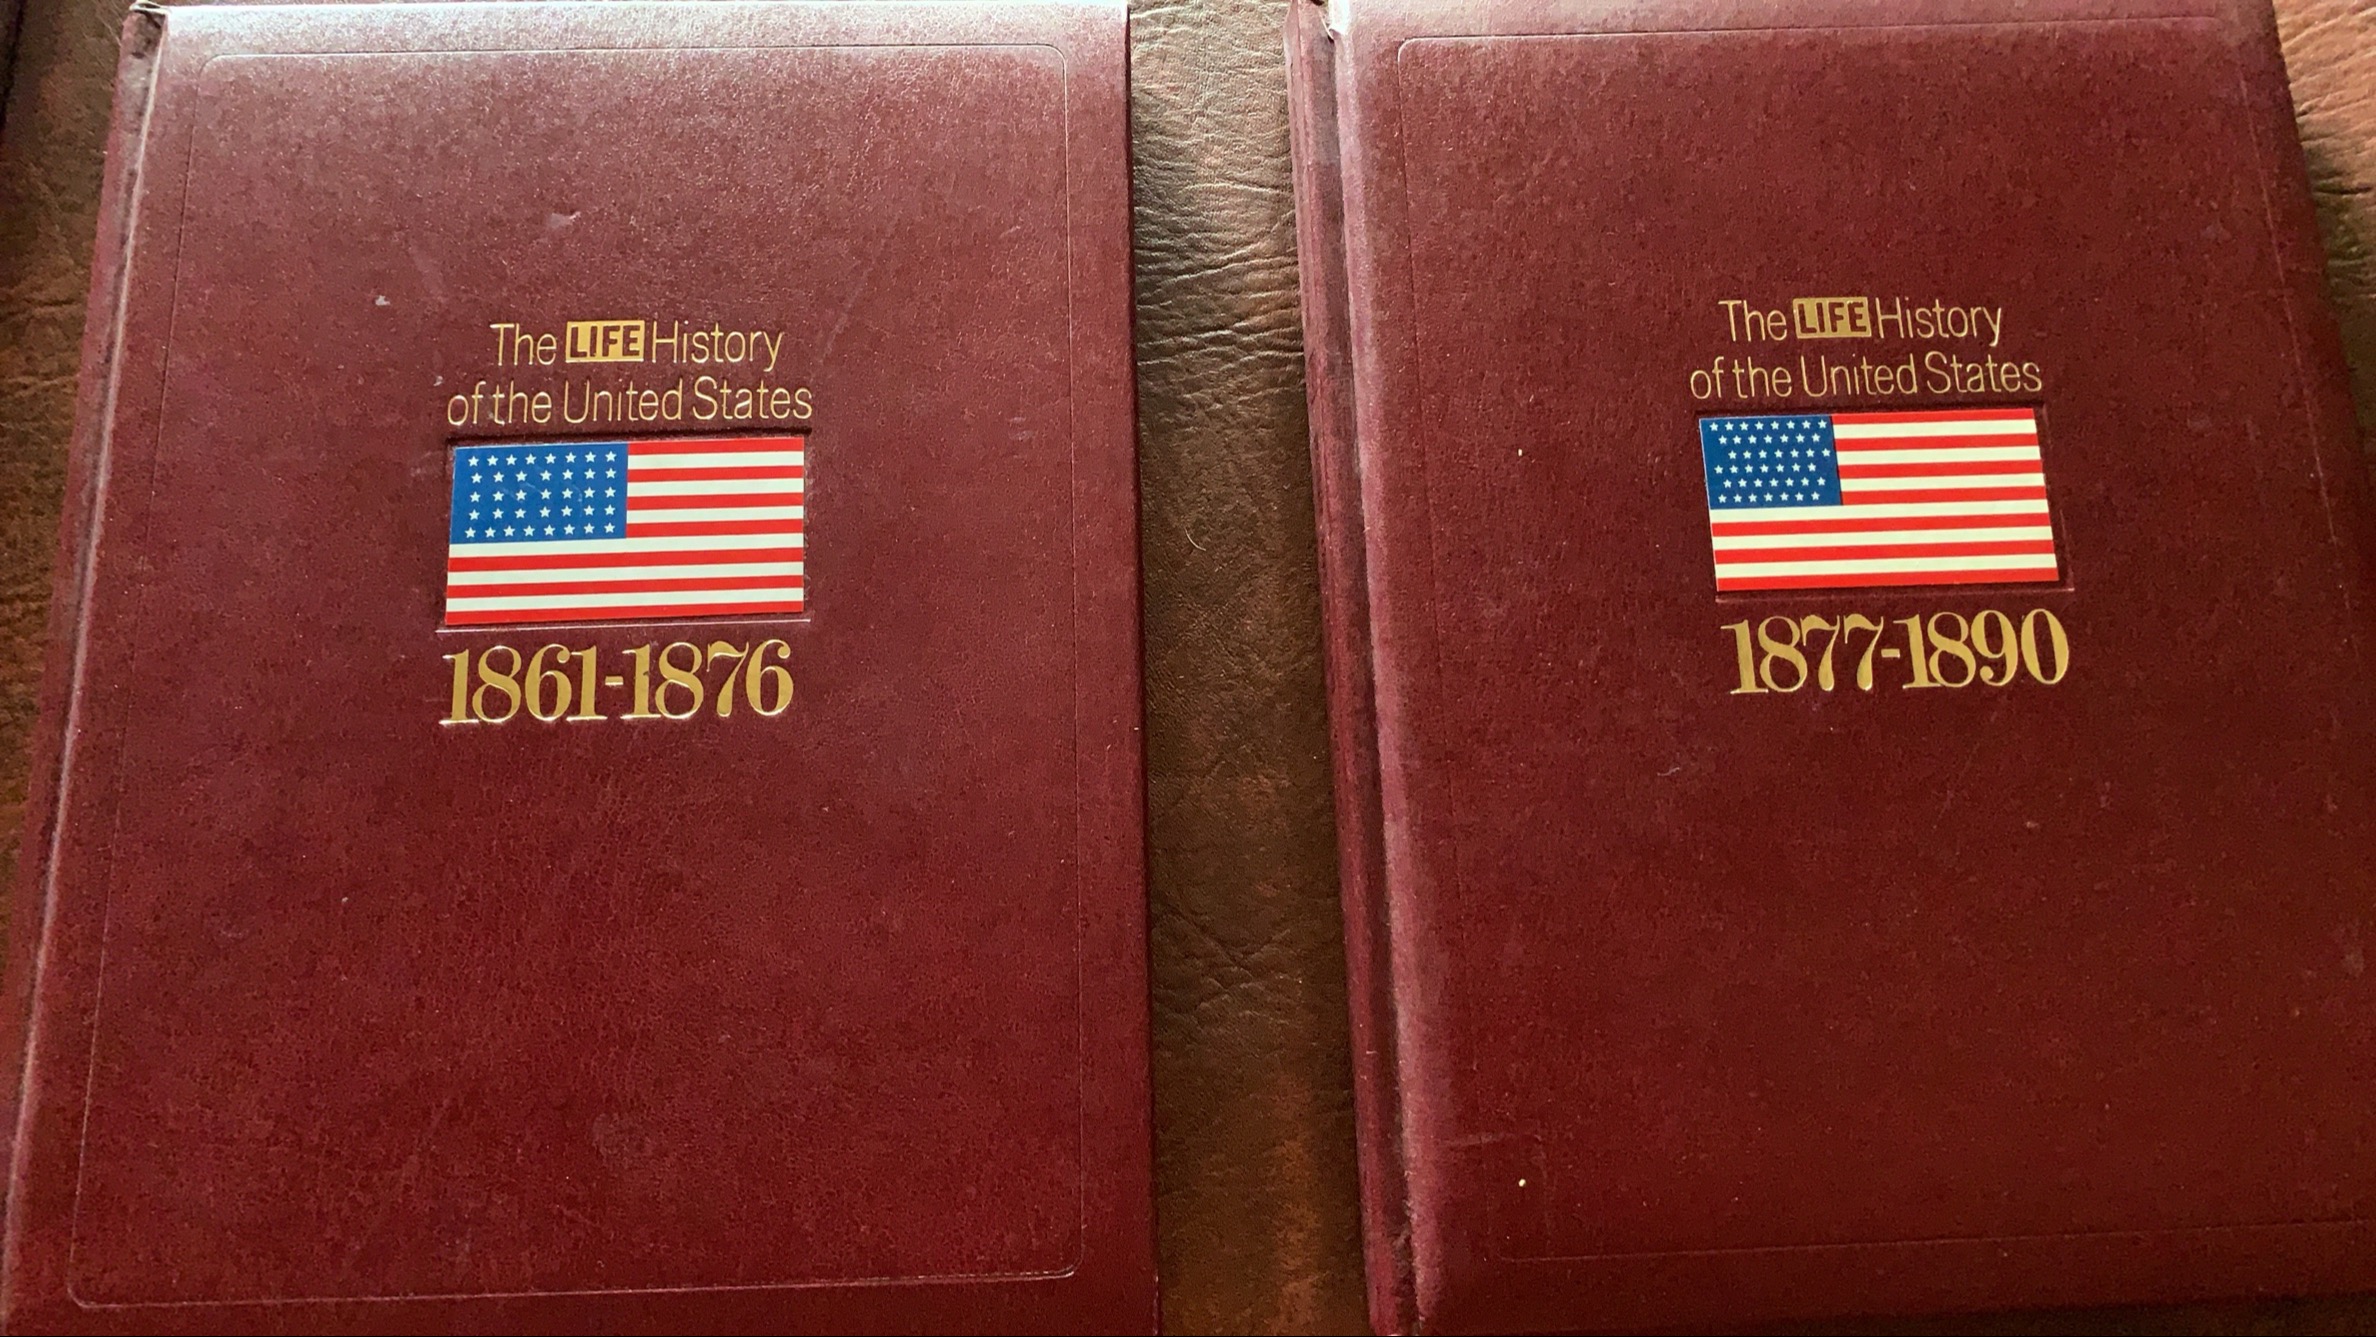 The LIFE History
of the United States
1861-1876
The LIFE History
of the United States
1877-1890